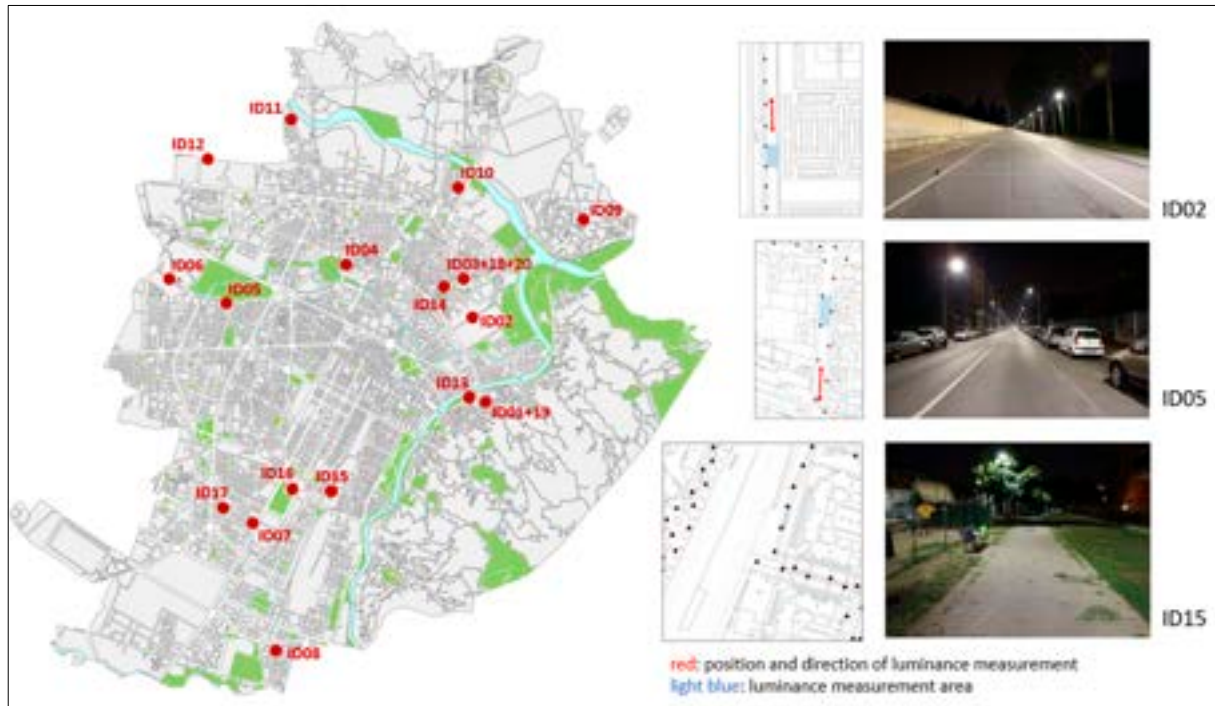 ID11
ID12
ID10
ID09
ID04
ID06
ID03+18+20
ID05
ID14
ID02
ID13
ID01+19
ID16
ID15
ID17
ID07
ID08
ID02
ID05
ID15
red: position and direction of luminance measurement
light blue: luminance measurement area